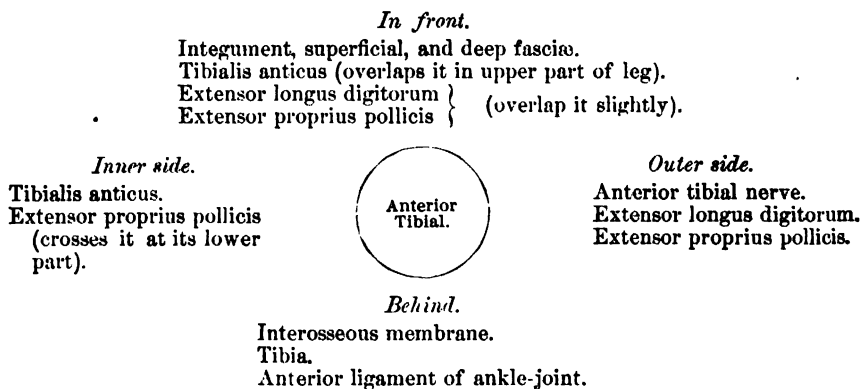 In front.
Integument, superficial, and deep fasciæ.
Tibialis anticus (overlaps it in upper part of leg).
Extensor longus digitorum
Extensor proprius pollicis } (overlap it slightly).
Inner side.
Tibialis anticus.
Extensor proprius pollicis
(crosses it at its lower
part).
Anterior
Tibial.
Outer side.
Anterior tibial nerve.
Extensor longus digitorum.
Extensor proprius pollicis.
Behind.
Interosseous membrane.
Tibia.
Anterior ligament of ankle-joint.